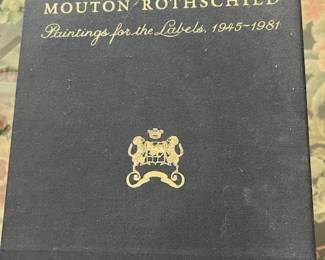 MOUTON ROTHSCHILD
Paintings for the Labels, 1945-1981